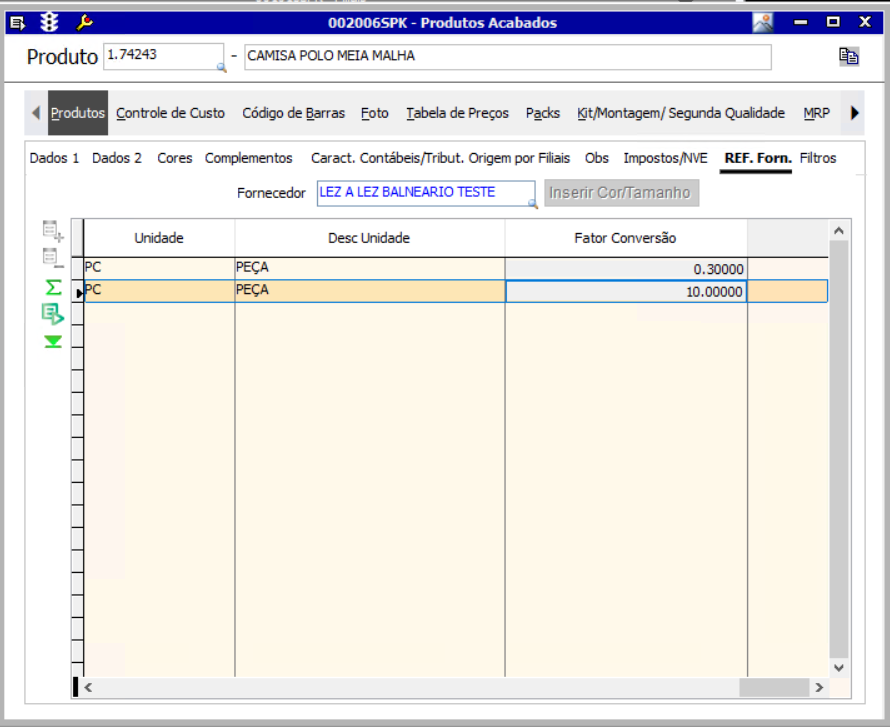 002006SPK - Produtos Acabados
Produto 1.74243 - CAMISA POLO MEIA MALHA
Produtos Controle de Custo Código de Barras Foto Tabela de Preços Packs Kit/Montagem/ Segunda Qualidade MRP
Dados 1 Dados 2 Cores Complementos Caract. Contábeis/Tribut. Origem por Filiais Obs Impostos/NVE REF. Forn. Filtros
Fornecedor LEZ A LEZ BALNEARIO TESTE Inserir Cor/Tamanho
Unidade Desc Unidade Fator Conversão
PC PEÇA 0.30000
PC PEÇA 10.00000